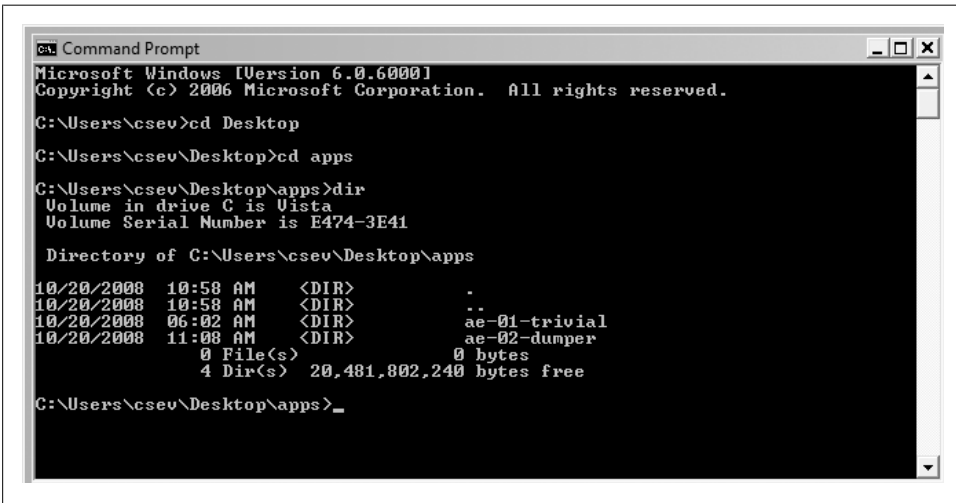 Command Prompt
Microsoft Windows [Version 6.0.6000]
Copyright (c) 2006 Microsoft Corporation.  All rights reserved.
C:\Users\csev>cd Desktop
C:\Users\csev\Desktop>cd apps
C:\Users\csev\Desktop\apps>dir
 Volume in drive C is Vista
 Volume Serial Number is E474-3E41
 Directory of C:\Users\csev\Desktop\apps
10/20/2008  10:58 AM    <DIR>          .
10/20/2008  10:58 AM    <DIR>          ..
10/20/2008  06:02 AM    <DIR>          ae-01-trivial
10/20/2008  11:08 AM    <DIR>          ae-02-dumper
               0 File(s)              0 bytes
               4 Dir(s)  20,481,802,240 bytes free
C:\Users\csev\Desktop\apps>_